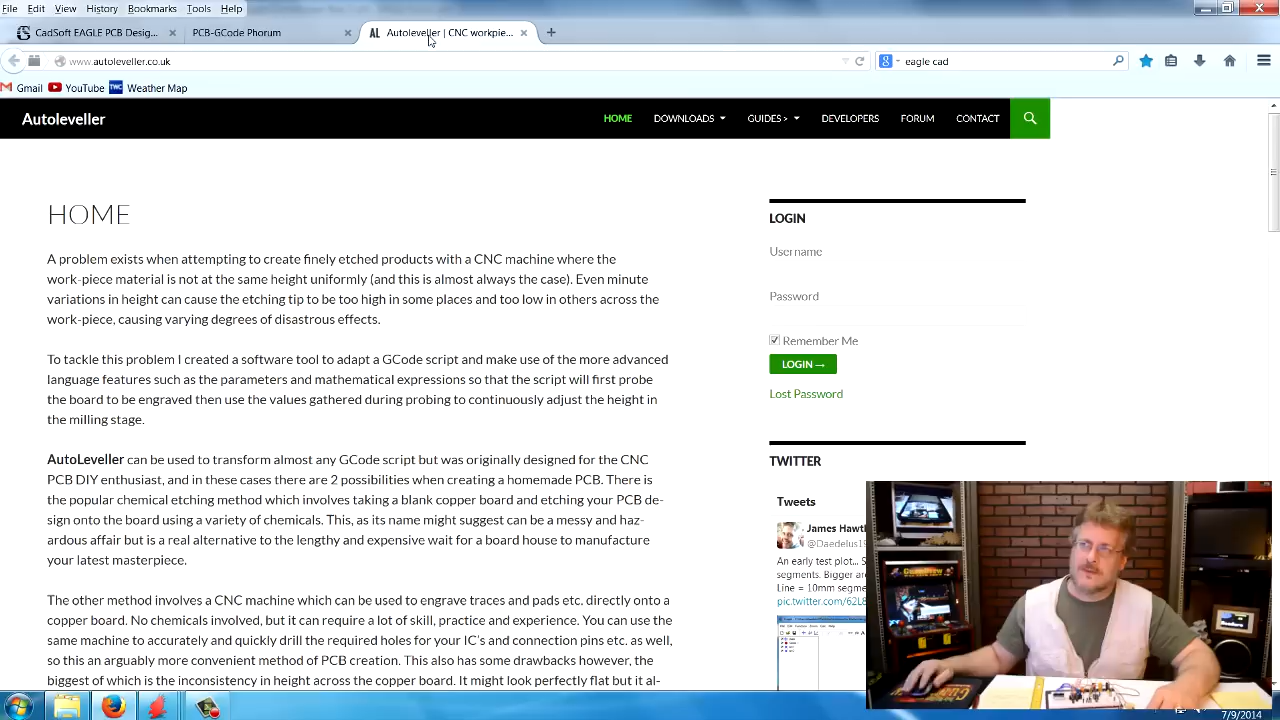 File Edit View History Bookmarks Tools Help
CadSoft EAGLE PCB Desig... PCB-GCode Phorum Autoleveller | CNC workpie...
www.autoleveller.co.uk eagle cad
Gmail YouTube Weather Map
Autoleveller HOME DOWNLOADS GUIDES > DEVELOPERS FORUM CONTACT
HOME
A problem exists when attempting to create finely etched products with a CNC machine where the
work-piece material is not at the same height uniformly (and this is almost always the case). Even minute
variations in height can cause the etching tip to be too high in some places and too low in others across the
work-piece, causing varying degrees of disastrous effects.
To tackle this problem I created a software tool to adapt a GCode script and make use of the more advanced
language features such as the parameters and mathematical expressions so that the script will first probe
the board to be engraved then use the values gathered during probing to continuously adjust the height in
the milling stage.
AutoLeveller can be used to transform almost any GCode script but was originally designed for the CNC
PCB DIY enthusiast, and in these cases there are 2 possibilities when creating a homemade PCB. There is
the popular chemical etching method which involves taking a blank copper board and etching your PCB de-
sign onto the board using a variety of chemicals. This, as its name might suggest can be a messy and haz-
ardous affair but is a real alternative to the lengthy and expensive wait for a board house to manufacture
your latest masterpiece.
The other method involves a CNC machine which can be used to engrave traces and pads etc. directly onto a
copper board. No chemicals involved, but it can require a lot of skill, practice and experience. You can use the
same machine to accurately and quickly drill the required holes for your IC's and connection pins etc. as well,
so this an arguably more convenient method of PCB creation. This also has some drawbacks however, the
biggest of which is the inconsistency in height across the copper board. It might look perfectly flat but it al-
LOGIN
Username
Password
Remember Me
LOGIN →
Lost Password
TWITTER
Tweets
James Hawth
@Daedelus19
An early test plot... S
segments. Bigger are
Line = 10mm segme
pic.twitter.com/62L8
7/9/2014